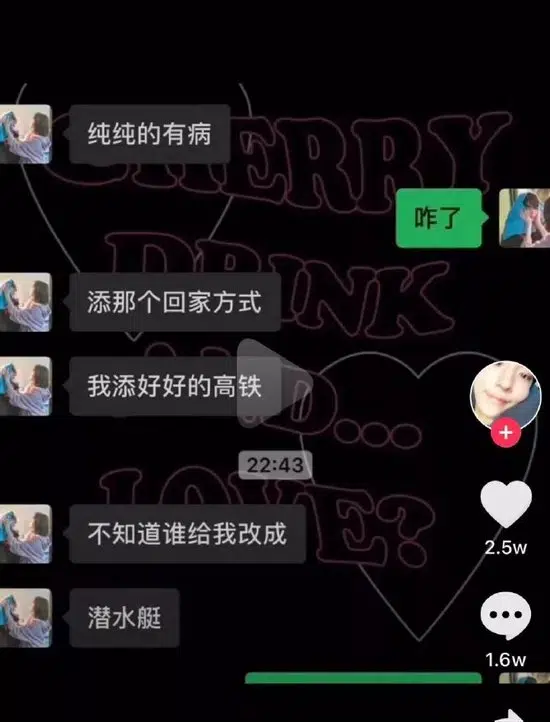 CHERRY
纯纯的有病
咋了
DRINK
添那个回家方式
我添好好的高铁
AND...
22:43
LOVE?
不知道谁给我改成
2.5w
潜水艇
1.6w